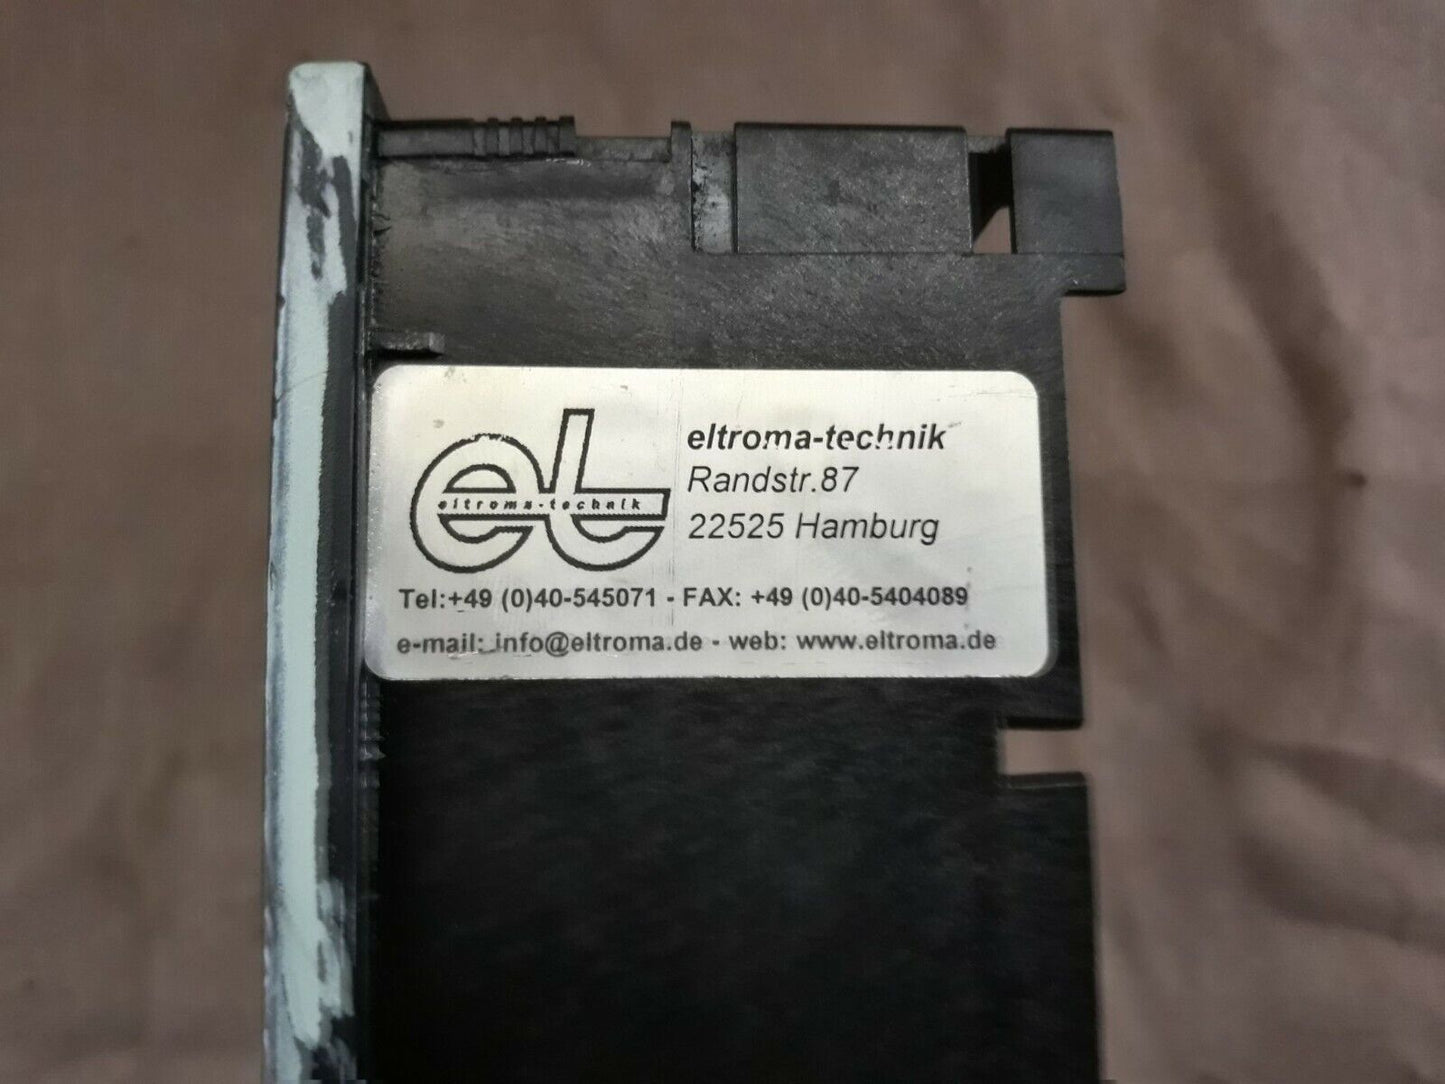 eltroma-technik
eltroma-technik
Randstr.87
22525 Hamburg
Tel:+49 (0)40-545071 - FAX: +49 (0)40-5404089
e-mail: info@eltroma.de - web: www.eltroma.de